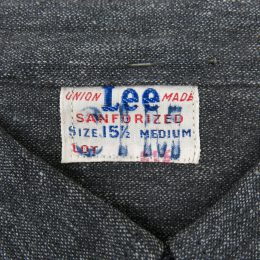 UNION Lee MADE
SANFORIZED
SIZE 15½ MEDIUM
LOT